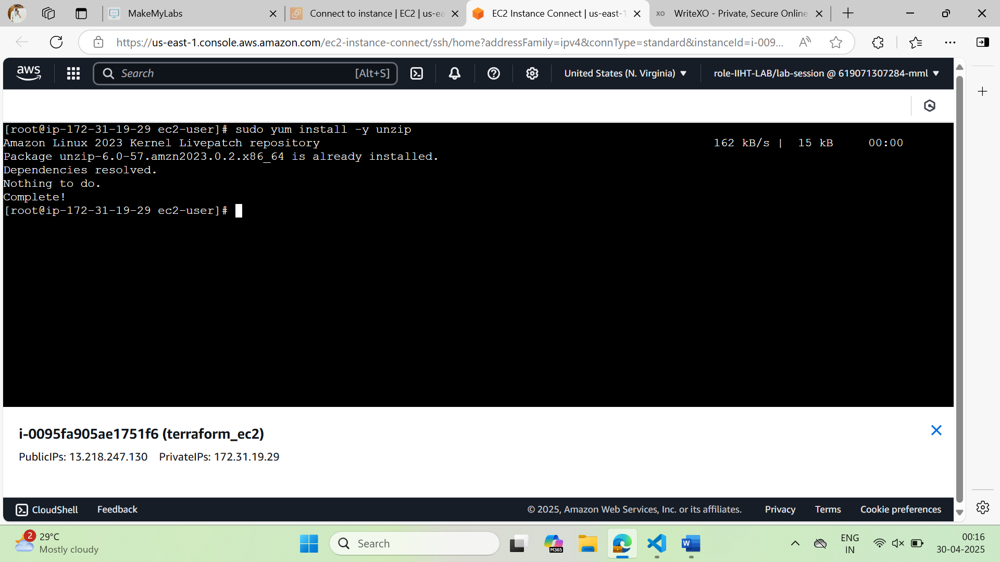 MakeMyLabs
Connect to instance | EC2 | us-ea
EC2 Instance Connect | us-east-1
XO WriteXO - Private, Secure Online
https://us-east-1.console.aws.amazon.com/ec2-instance-connect/ssh/home?addressFamily=ipv4&connType=standard&instanceId=i-009...
aws
Search [Alt+S]
United States (N. Virginia)
role-IIHT-LAB/lab-session @ 619071307284-mml
[root@ip-172-31-19-29 ec2-user]# sudo yum install -y unzip
Amazon Linux 2023 Kernel Livepatch repository 162 kB/s | 15 kB 00:00
Package unzip-6.0-57.amzn2023.0.2.x86_64 is already installed.
Dependencies resolved.
Nothing to do.
Complete!
[root@ip-172-31-19-29 ec2-user]#
i-0095fa905ae1751f6 (terraform_ec2)
PublicIPs: 13.218.247.130 PrivateIPs: 172.31.19.29
CloudShell Feedback © 2025, Amazon Web Services, Inc. or its affiliates. Privacy Terms Cookie preferences
2
29°C
Mostly cloudy
Search
M365
W
ENG
IN
00:16
30-04-2025